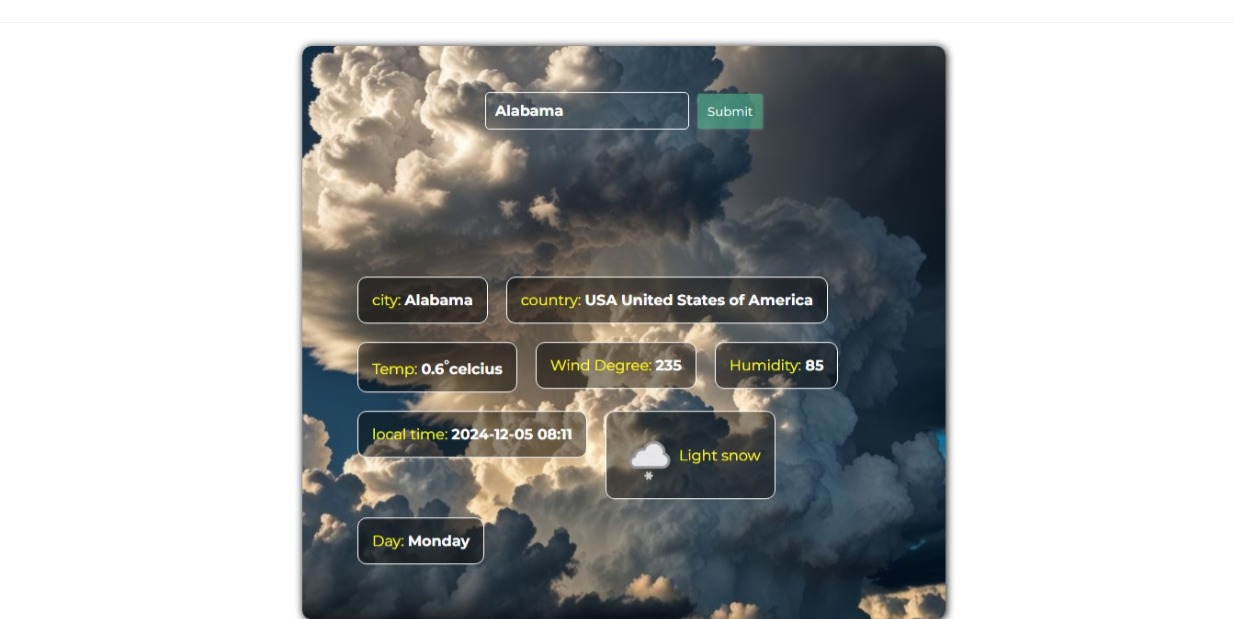 Alabama Submit
city: Alabama country: USA United States of America
Temp: 0.6°celcius Wind Degree: 235 Humidity: 85
local time: 2024-12-05 08:11
Light snow
Day: Monday